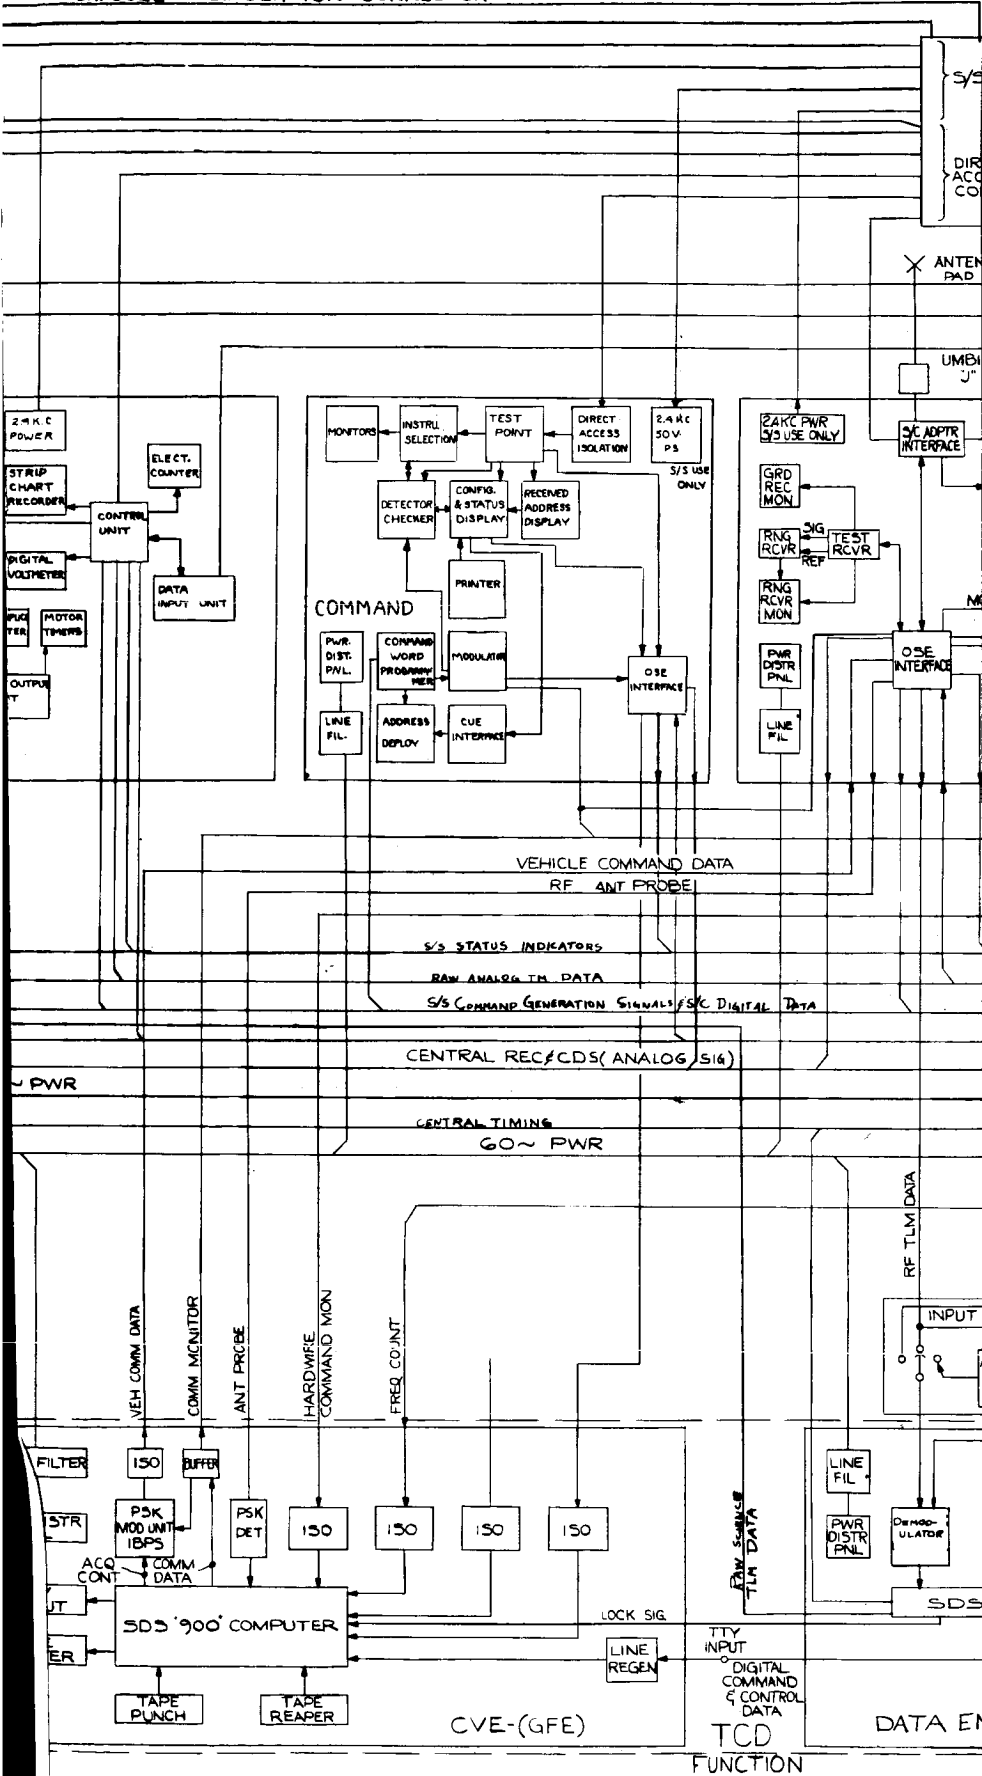 S/S
DIR
ACC
CO
ANTEN
PAD
UMBI
"J"
2.4 K.C
POWER
STRIP
CHART
RECORDER
ELECT.
COUNTER
CONTROL
UNIT
DIGITAL
VOLTMETER
DATA
INPUT UNIT
TER
MOTOR
TIMERS
OUTPUT
T
MONITORS
INSTRU.
SELECTION
TEST
POINT
DIRECT
ACCESS
ISOLATION
2.4 KC
50 V.
PS
S/S USE
ONLY
DETECTOR
CHECKER
CONFIG.
& STATUS
DISPLAY
RECEIVED
ADDRESS
DISPLAY
PRINTER
COMMAND
PWR.
DIST.
PNL.
COMMAND
WORD
PROGRAMMER
MODULATOR
OSE
INTERFACE
LINE
FIL.
ADDRESS
DEPLOY
CUE
INTERFACE
2.4 KC PWR
S/S USE ONLY
S/C ADPTR
INTERFACE
GRD
REC
MON
RNG
RCVR
SIG
REF
TEST
RCVR
RNG
RCVR
MON
PWR
DISTR
PNL
LINE
FIL
OSE
INTERFACE
VEHICLE COMMAND DATA
RF ANT PROBE
S/S STATUS INDICATORS
RAW ANALOG TM DATA
S/S COMMAND GENERATION SIGNALS & S/C DIGITAL DATA
CENTRAL REC & CDS (ANALOG SIG)
~ PWR
CENTRAL TIMING
60~ PWR
VEH COMM DATA
COMM MONITOR
ANT PROBE
HARDWIRE
COMMAND MON
FREQ COUNT
RF TLM DATA
INPUT
FILTER
ISO
BUFFER
LINE
FIL
STR
PSK
MOD UNIT
1BPS
PSK
DET
ISO
ISO
ISO
ISO
RAW SCIENCE
TLM DATA
PWR
DISTR
PNL
DEMOD-
ULATOR
ACQ
CONT
COMM
DATA
UT
SDS '900' COMPUTER
LOCK SIG.
SDS
ER
LINE
REGEN
TTY
INPUT
DIGITAL
COMMAND
& CONTROL
DATA
TAPE
PUNCH
TAPE
REAPER
CVE-(GFE)
TCD
FUNCTION
DATA EN